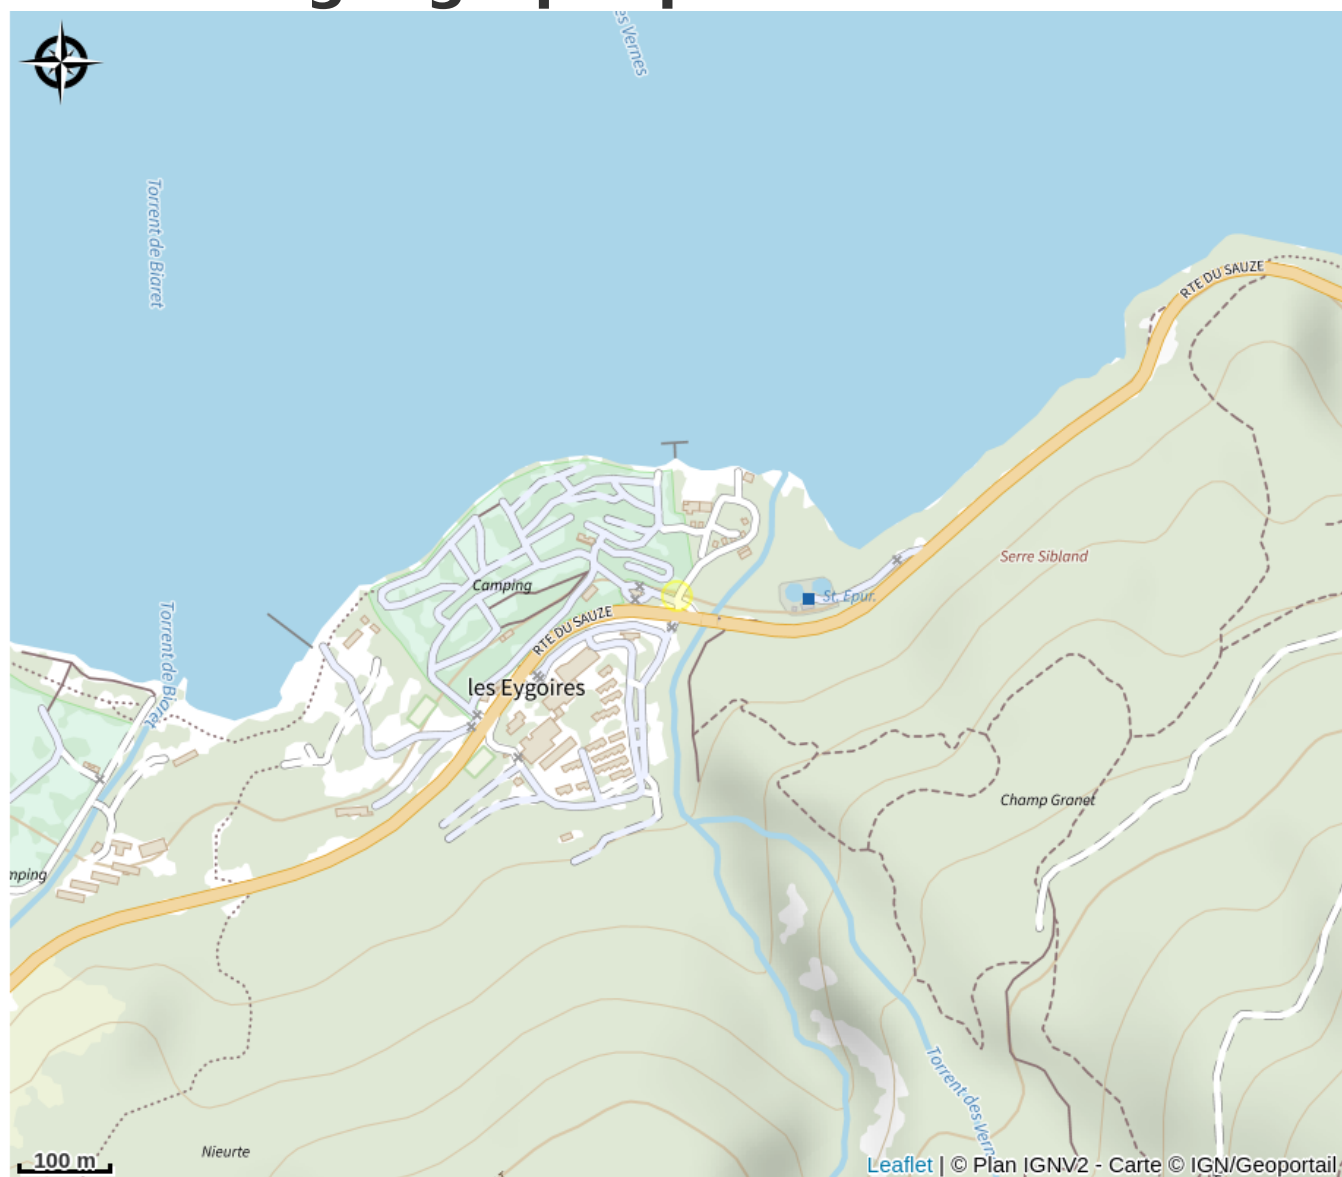 es Vernes
Torrent de Biaret
RTE DU SAUZE
Serre Sibland
Camping
St. Epur.
RTE DU SAUZE
Torrent de Biaret
les Eygoires
Champ Granet
mping
Torrent des Vern
Nieurte
100 m
Leaflet | © Plan IGNV2 - Carte © IGN/Geoportail